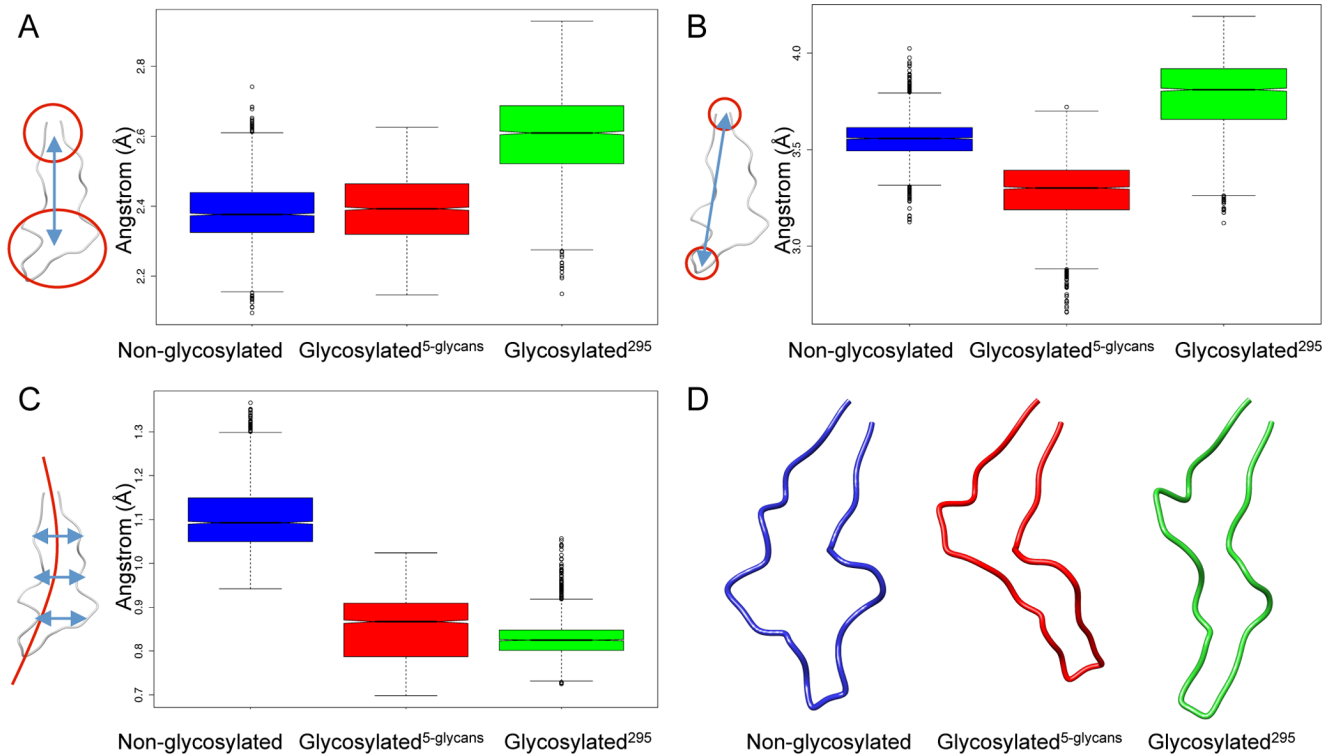 A
Angstrom (Å)
2.8
2.6
2.4
2.2
Non-glycosylated Glycosylated5-glycans Glycosylated295
B
Angstrom (Å)
4.0
3.5
3.0
Non-glycosylated Glycosylated5-glycans Glycosylated295
C
Angstrom (Å)
1.3
1.2
1.1
1.0
0.9
0.8
0.7
Non-glycosylated Glycosylated5-glycans Glycosylated295
D
Non-glycosylated Glycosylated5-glycans Glycosylated295